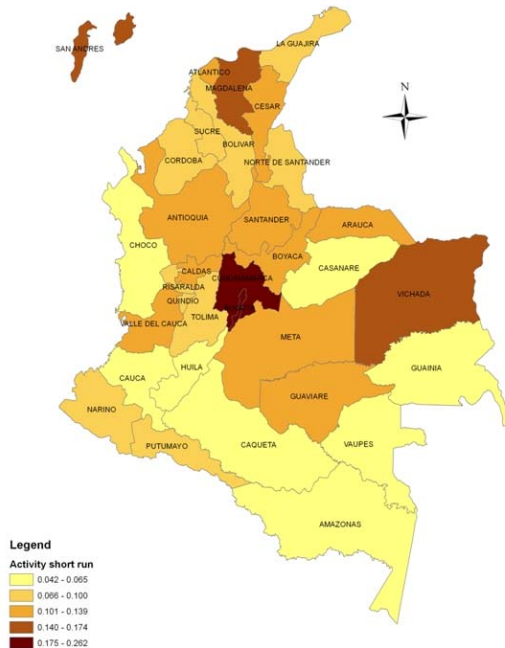 LA GUAJIRA
SAN ANDRES
ATLANTICO
MAGDALENA
N
CESAR
SUCRE
BOLIVAR
CORDOBA
NORTE DE SANTANDER
ANTIOQUIA
SANTANDER
ARAUCA
CHOCO
BOYACA
CASANARE
CALDAS
CUNDINAMARCA
RISARALDA
VICHADA
QUINDIO
TOLIMA
VALLE DEL CAUCA
META
GUAINIA
HUILA
CAUCA
GUAVIARE
NARINO
CAQUETA
VAUPES
PUTUMAYO
AMAZONAS
Legend
Activity short run
0.042 - 0.065
0.066 - 0.100
0.101 - 0.139
0.140 - 0.174
0.175 - 0.262